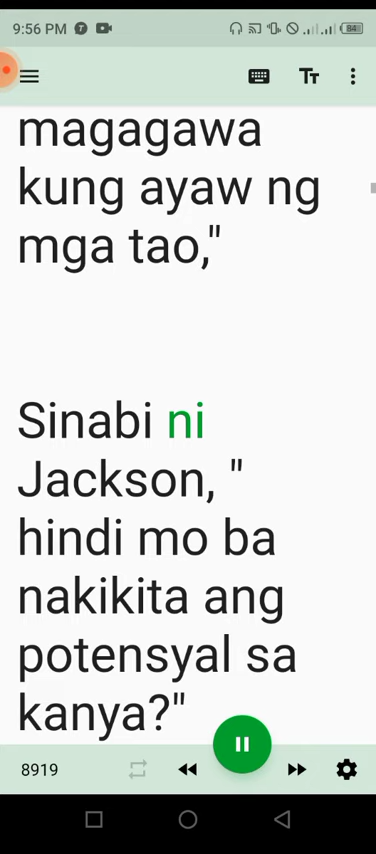 9:56 PM
84
magagawa
kung ayaw ng
mga tao,"
Sinabi ni
Jackson, "
hindi mo ba
nakikita ang
potensyal sa
kanya?"
8919